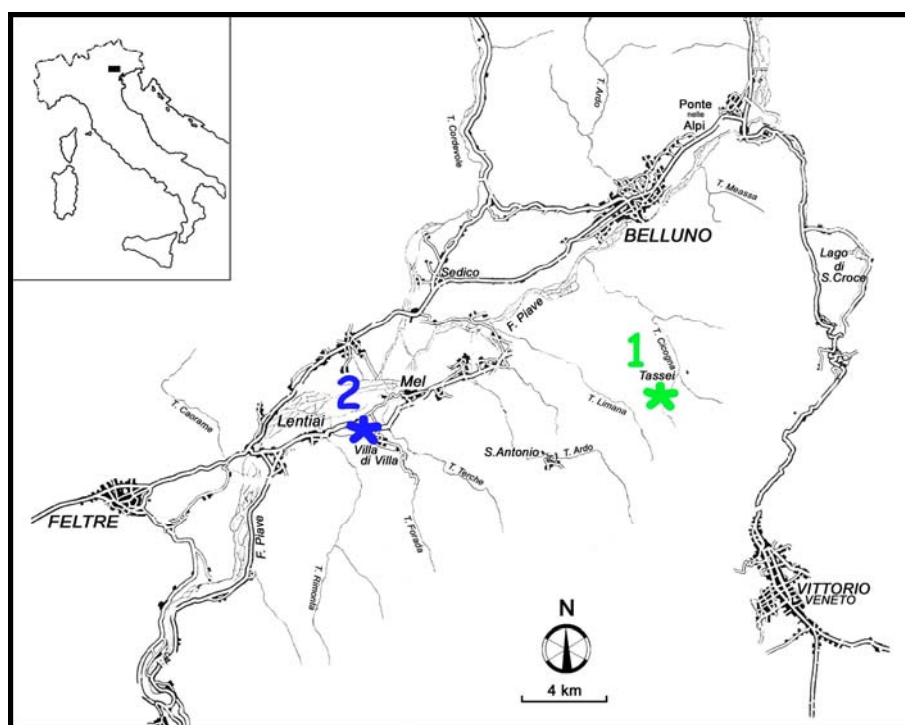 T. Ardo
Ponte
nelle
Alpi
T. Cordevole
T. Meassa
BELLUNO
Lago
di
S.Croce
Sedico
F. Piave
T. Cicogna
1
Tassei
2
Mel
T. Limana
T. Caorame
Lentiai
Villa
di Villa
S.Antonio
T. Ardo
T. Terche
FELTRE
F. Piave
T. Forada
T. Rimonta
VITTORIO
VENETO
N
4 km